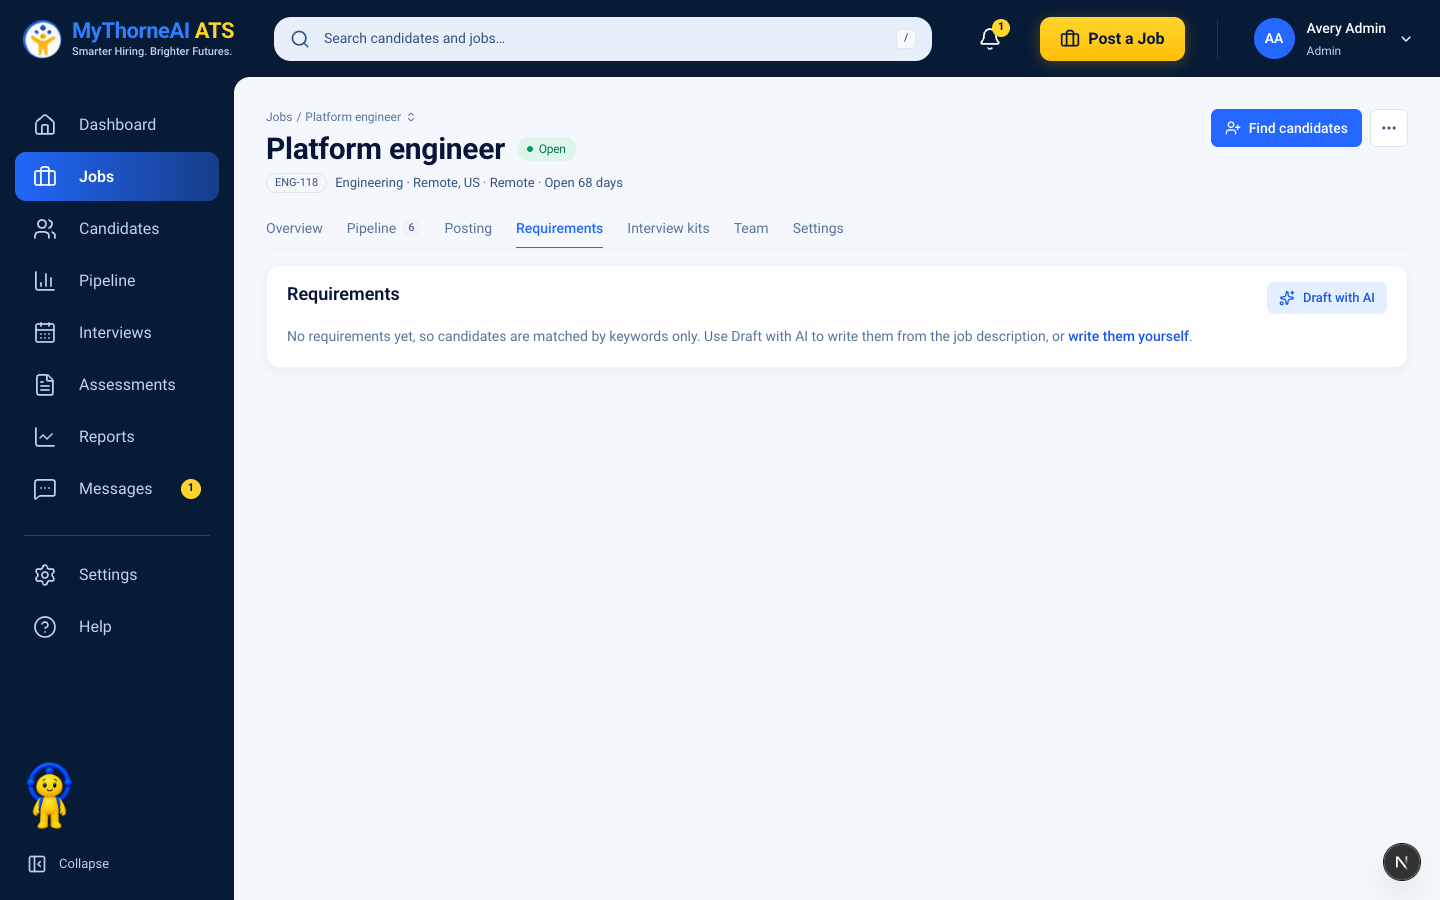 MyThorneAI ATS
Smarter Hiring. Brighter Futures.
Search candidates and jobs...
/
1
Post a Job
AA
Avery Admin
Admin
Dashboard
Jobs
Candidates
Pipeline
Interviews
Assessments
Reports
Messages
1
Settings
Help
Collapse
Jobs / Platform engineer
Platform engineer
Open
ENG-118
Engineering · Remote, US · Remote · Open 68 days
Find candidates
Overview
Pipeline 6
Posting
Requirements
Interview kits
Team
Settings
Requirements
Draft with AI
No requirements yet, so candidates are matched by keywords only. Use Draft with AI to write them from the job description, or write them yourself.
N